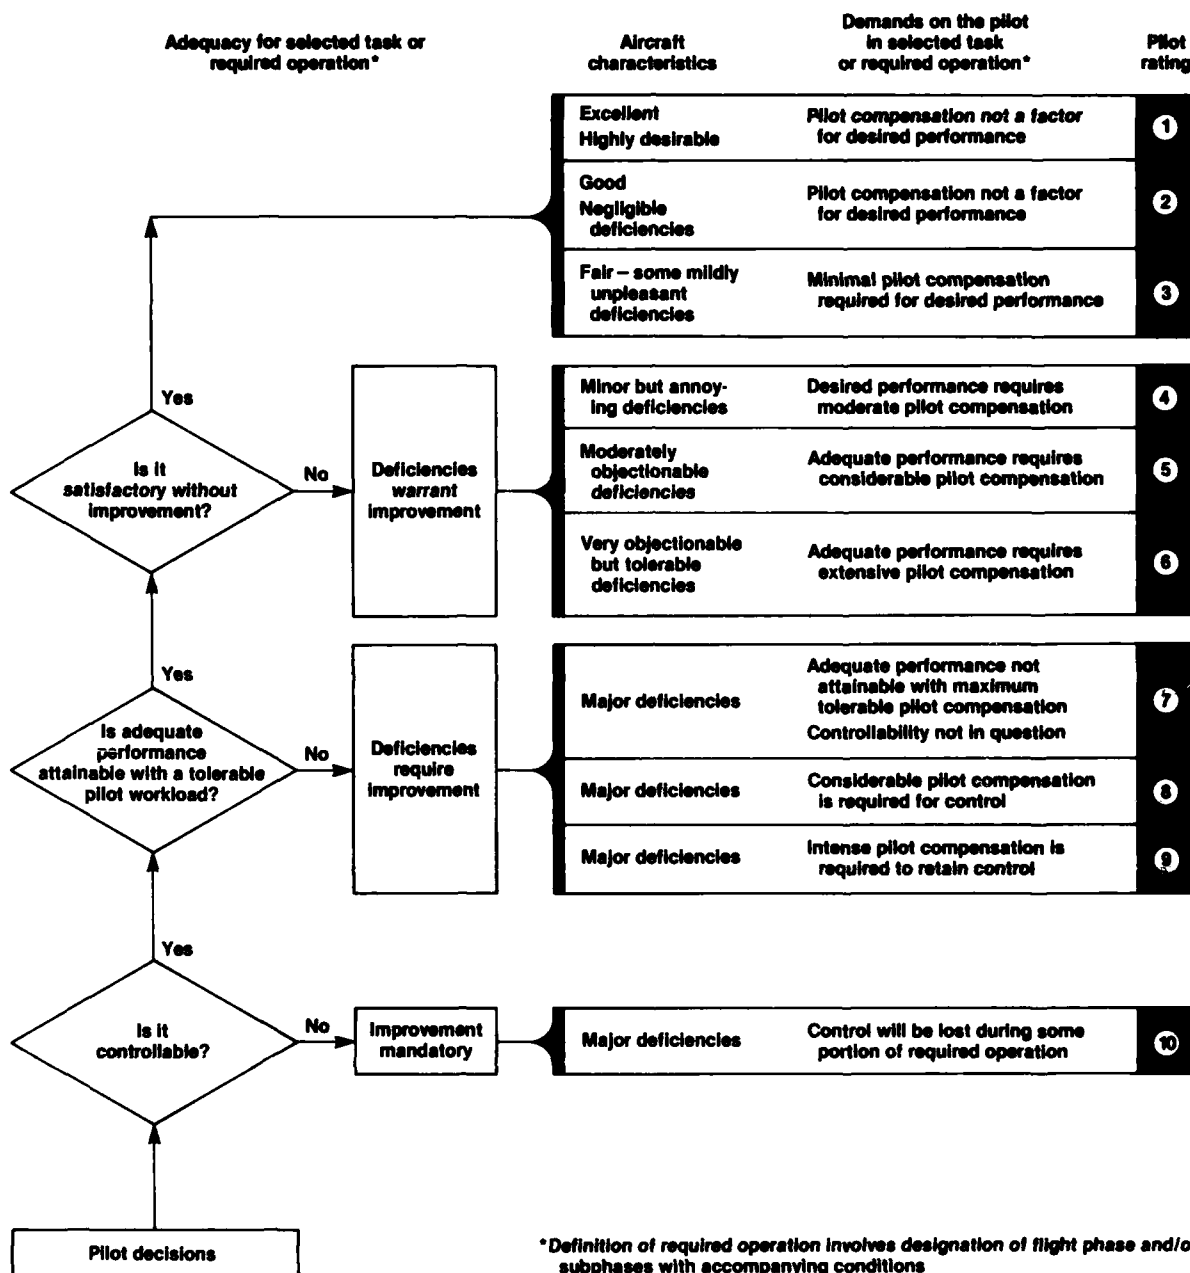 Adequacy for selected task or
required operation*
Aircraft
characteristics
Demands on the pilot
in selected task
or required operation*
Pilot
rating
Excellent
Highly desirable
Pilot compensation not a factor
for desired performance
1
Good
Negligible
deficiencies
Pilot compensation not a factor
for desired performance
2
Fair – some mildly
unpleasant
deficiencies
Minimal pilot compensation
required for desired performance
3
Yes
Is it
satisfactory without
improvement?
No
Deficiencies
warrant
improvement
Minor but annoy-
ing deficiencies
Desired performance requires
moderate pilot compensation
4
Moderately
objectionable
deficiencies
Adequate performance requires
considerable pilot compensation
5
Very objectionable
but tolerable
deficiencies
Adequate performance requires
extensive pilot compensation
6
Yes
Is adequate
performance
attainable with a tolerable
pilot workload?
No
Deficiencies
require
improvement
Major deficiencies
Adequate performance not
attainable with maximum
tolerable pilot compensation
Controllability not in question
7
Major deficiencies
Considerable pilot compensation
is required for control
8
Major deficiencies
Intense pilot compensation is
required to retain control
9
Yes
Is it
controllable?
No
Improvement
mandatory
Major deficiencies
Control will be lost during some
portion of required operation
10
Pilot decisions
*Definition of required operation involves designation of flight phase and/o
subphases with accompanying conditions